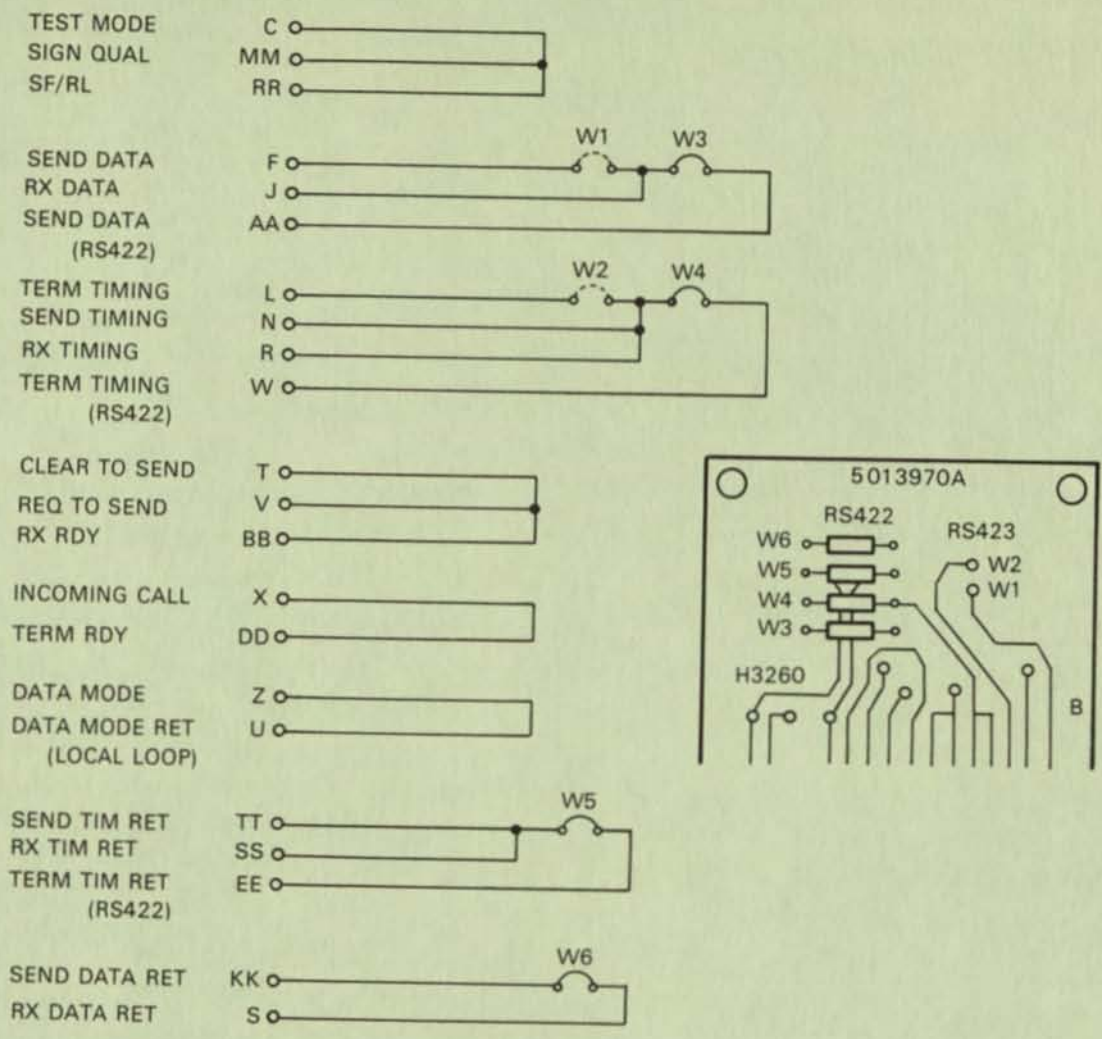 TEST MODE C
SIGN QUAL MM
SF/RL RR
W1 W3
SEND DATA F
RX DATA J
SEND DATA AA
(RS422)
W2 W4
TERM TIMING L
SEND TIMING N
RX TIMING R
TERM TIMING W
(RS422)
CLEAR TO SEND T
REQ TO SEND V
RX RDY BB
INCOMING CALL X
TERM RDY DD
DATA MODE Z
DATA MODE RET U
(LOCAL LOOP)
W5
SEND TIM RET TT
RX TIM RET SS
TERM TIM RET EE
(RS422)
W6
SEND DATA RET KK
RX DATA RET S
5013970A
RS422
RS423
W6
W5
W4
W3
W2
W1
H3260
B